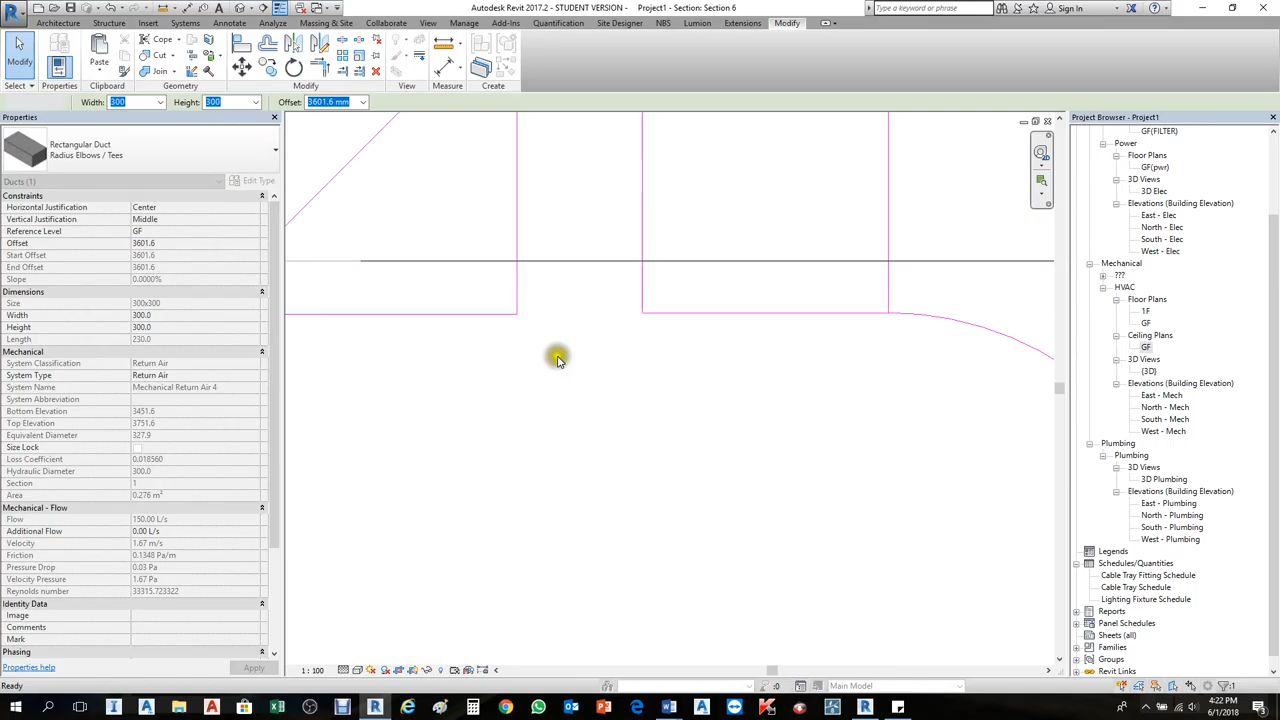 Autodesk Revit 2017.2 - STUDENT VERSION - Project1 - Section: Section 6
Type a keyword or phrase
Sign In
Architecture Structure Insert Systems Annotate Analyze Massing & Site Collaborate View Manage Add-Ins Quantification Site Designer NBS Lumion Extensions Modify
Modify Paste Cope Cut Join
Select Properties Clipboard Geometry Modify View Measure Create
Width: 300 Height: 300 Offset: 3601.6 mm
Properties
Rectangular Duct
Radius Elbows / Tees
Ducts (1) Edit Type
Constraints
Horizontal Justification Center
Vertical Justification Middle
Reference Level GF
Offset 3601.6
Start Offset 3601.6
End Offset 3601.6
Slope 0.0000%
Dimensions
Size 300x300
Width 300.0
Height 300.0
Length 230.0
Mechanical
System Classification Return Air
System Type Return Air
System Name Mechanical Return Air 4
System Abbreviation
Bottom Elevation 3451.6
Top Elevation 3751.6
Equivalent Diameter 327.9
Size Lock
Loss Coefficient 0.018560
Hydraulic Diameter 300.0
Section 1
Area 0.276 m²
Mechanical - Flow
Flow 150.00 L/s
Additional Flow 0.00 L/s
Velocity 1.67 m/s
Friction 0.1348 Pa/m
Pressure Drop 0.03 Pa
Velocity Pressure 1.67 Pa
Reynolds number 33315.723322
Identity Data
Image
Comments
Mark
Phasing
Properties help Apply
1 : 100
Project Browser - Project1
GF(FILTER)
Power
Floor Plans
GF(pwr)
3D Views
3D Elec
Elevations (Building Elevation)
East - Elec
North - Elec
South - Elec
West - Elec
Mechanical
???
HVAC
Floor Plans
1F
GF
Ceiling Plans
GF
3D Views
{3D}
Elevations (Building Elevation)
East - Mech
North - Mech
South - Mech
West - Mech
Plumbing
Plumbing
3D Views
3D Plumbing
Elevations (Building Elevation)
East - Plumbing
North - Plumbing
South - Plumbing
West - Plumbing
Legends
Schedules/Quantities
Cable Tray Fitting Schedule
Cable Tray Schedule
Lighting Fixture Schedule
Reports
Panel Schedules
Sheets (all)
Families
Groups
Revit Links
Ready :0 Main Model :1
4:22 PM
6/1/2018